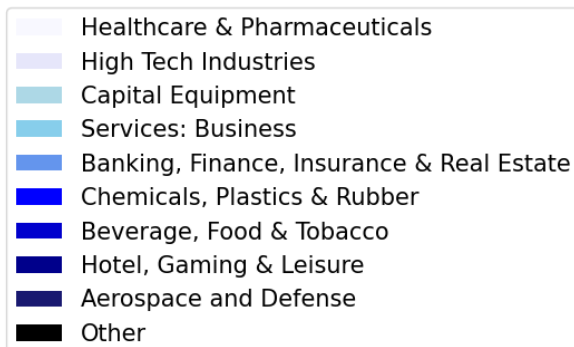 Healthcare & Pharmaceuticals
High Tech Industries
Capital Equipment
Services: Business
Banking, Finance, Insurance & Real Estate
Chemicals, Plastics & Rubber
Beverage, Food & Tobacco
Hotel, Gaming & Leisure
Aerospace and Defense
Other